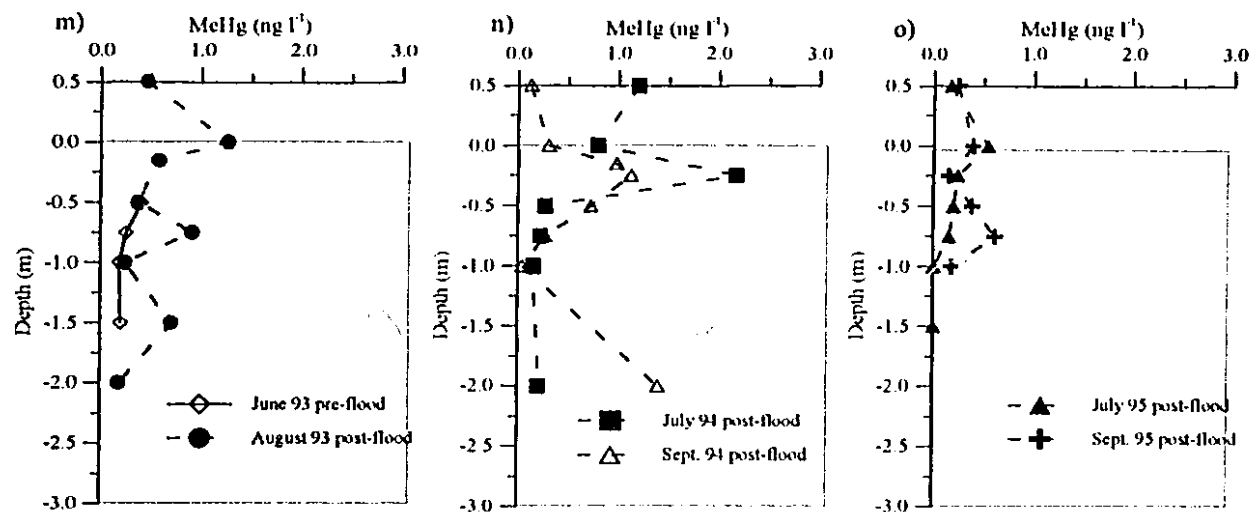 m)
MeHg (ng l⁻¹)
0.0 1.0 2.0 3.0
0.5
0.0
-0.5
-1.0
-1.5
-2.0
-2.5
-3.0
Depth (m)
June 93 pre-flood
August 93 post-flood
n)
MeHg (ng l⁻¹)
0.0 1.0 2.0 3.0
0.5
0.0
-0.5
-1.0
-1.5
-2.0
-2.5
-3.0
Depth (m)
July 94 post-flood
Sept. 94 post-flood
o)
MeHg (ng l⁻¹)
0.0 1.0 2.0 3.0
0.5
0.0
-0.5
-1.0
-1.5
-2.0
-2.5
-3.0
Depth (m)
July 95 post-flood
Sept. 95 post-flood